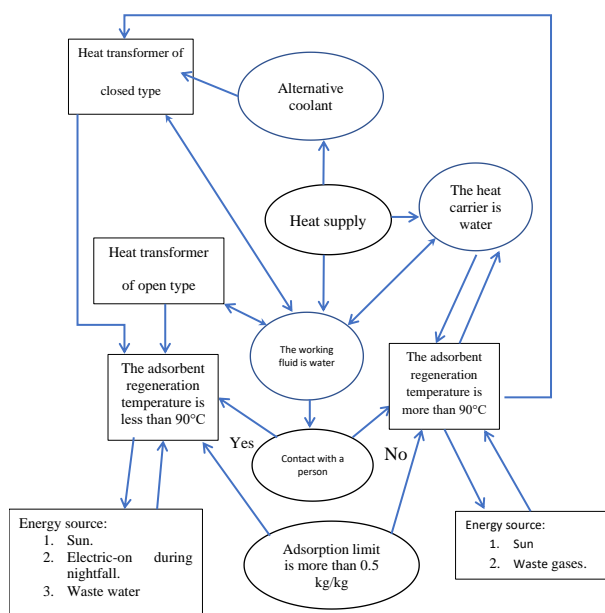 Heat transformer of
closed type
Alternative
coolant
The heat
carrier is
water
Heat supply
Heat transformer
of open type
The working
fluid is water
The adsorbent
regeneration
temperature is
less than 90°C
The adsorbent
regeneration
temperature is
more than 90°C
Yes
Contact with a
person
No
Energy source:
1. Sun.
2. Electric-on during
nightfall.
3. Waste water
Adsorption limit
is more than 0.5
kg/kg
Energy source:
1. Sun
2. Waste gases.